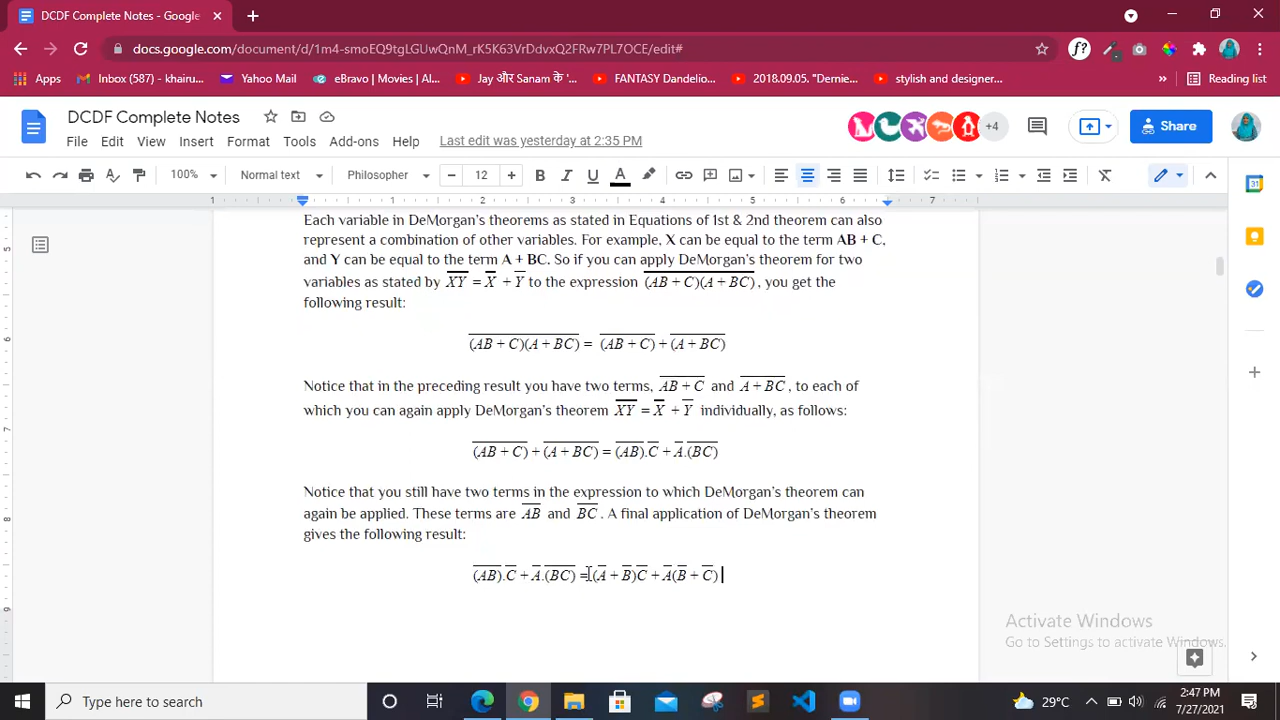 DCDF Complete Notes - Google
docs.google.com/document/d/1m4-smoEQ9tgLGUwQnM_rK5K63VrDdvxQ2FRw7PL7OCE/edit#
Apps Inbox (587) - khairu... Yahoo Mail eBravo | Movies | Al... Jay और Sanam के '... FANTASY Dandelio... 2018.09.05. "Dernie... stylish and designer... » Reading list
DCDF Complete Notes
+4 Share
File Edit View Insert Format Tools Add-ons Help Last edit was yesterday at 2:35 PM
100% Normal text Philosopher 12 B I U A
1 1 2 3 4 5 6 7
Each variable in DeMorgan's theorems as stated in Equations of 1st & 2nd theorem can also
represent a combination of other variables. For example, X can be equal to the term AB + C,
and Y can be equal to the term A + BC. So if you can apply DeMorgan's theorem for two
variables as stated by X̅Y̅ = X̅ + Y̅ to the expression (AB + C)(A + BC), you get the
following result:
(AB + C)(A + BC) = (AB + C) + (A + BC)
Notice that in the preceding result you have two terms, AB + C and A + BC, to each of
which you can again apply DeMorgan's theorem X̅Y̅ = X̅ + Y̅ individually, as follows:
(AB + C) + (A + BC) = (AB).C̅ + A̅.(BC)
Notice that you still have two terms in the expression to which DeMorgan's theorem can
again be applied. These terms are A̅B̅ and B̅C̅. A final application of DeMorgan's theorem
gives the following result:
(AB).C̅ + A̅.(BC) = (A̅ + B̅)C̅ + A̅(B̅ + C̅)
Activate Windows
Go to Settings to activate Windows.
Type here to search
29°C
2:47 PM
7/27/2021